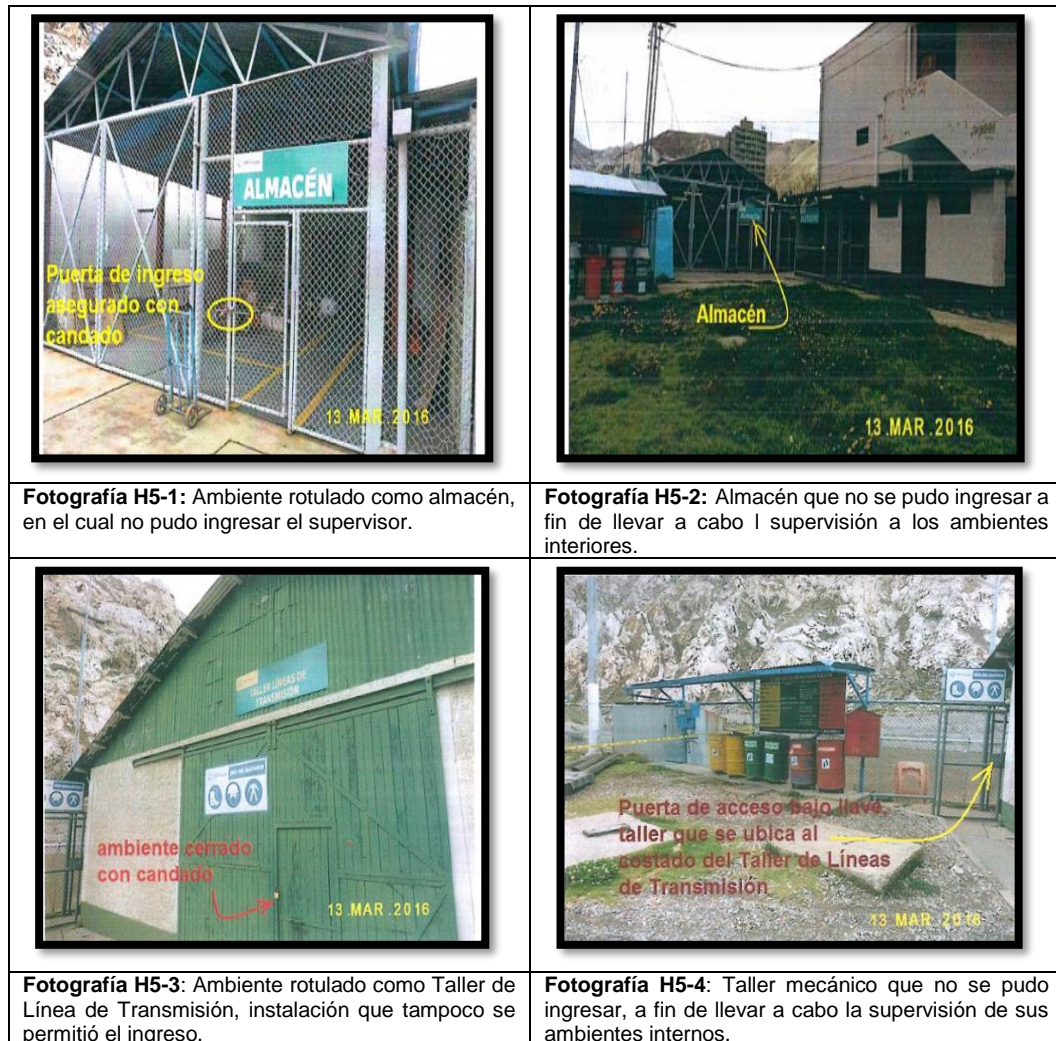 ALMACÉN
Puerta de ingreso
asegurado con
candado
13.MAR.2016
Almacén
13.MAR.2016
Fotografía H5-1: Ambiente rotulado como almacén,
en el cual no pudo ingresar el supervisor.
Fotografía H5-2: Almacén que no se pudo ingresar a
fin de llevar a cabo l supervisión a los ambientes
interiores.
TALLER LÍNEAS DE
TRANSMISIÓN
ambiente cerrado
con candado
13.MAR.2016
Puerta de acceso bajo llave,
taller que se ubica al
costado del Taller de Líneas
de Transmisión
13.MAR.2016
Fotografía H5-3: Ambiente rotulado como Taller de
Línea de Transmisión, instalación que tampoco se
permitió el ingreso.
Fotografía H5-4: Taller mecánico que no se pudo
ingresar, a fin de llevar a cabo la supervisión de sus
ambientes internos.